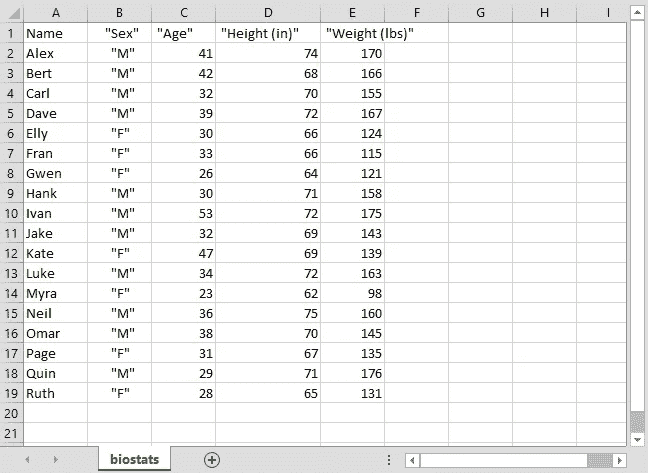 A B C D E F G H I
1 Name "Sex" "Age" "Height (in)" "Weight (lbs)"
2 Alex "M" 41 74 170
3 Bert "M" 42 68 166
4 Carl "M" 32 70 155
5 Dave "M" 39 72 167
6 Elly "F" 30 66 124
7 Fran "F" 33 66 115
8 Gwen "F" 26 64 121
9 Hank "M" 30 71 158
10 Ivan "M" 53 72 175
11 Jake "M" 32 69 143
12 Kate "F" 47 69 139
13 Luke "M" 34 72 163
14 Myra "F" 23 62 98
15 Neil "M" 36 75 160
16 Omar "M" 38 70 145
17 Page "F" 31 67 135
18 Quin "M" 29 71 176
19 Ruth "F" 28 65 131
20
21
biostats